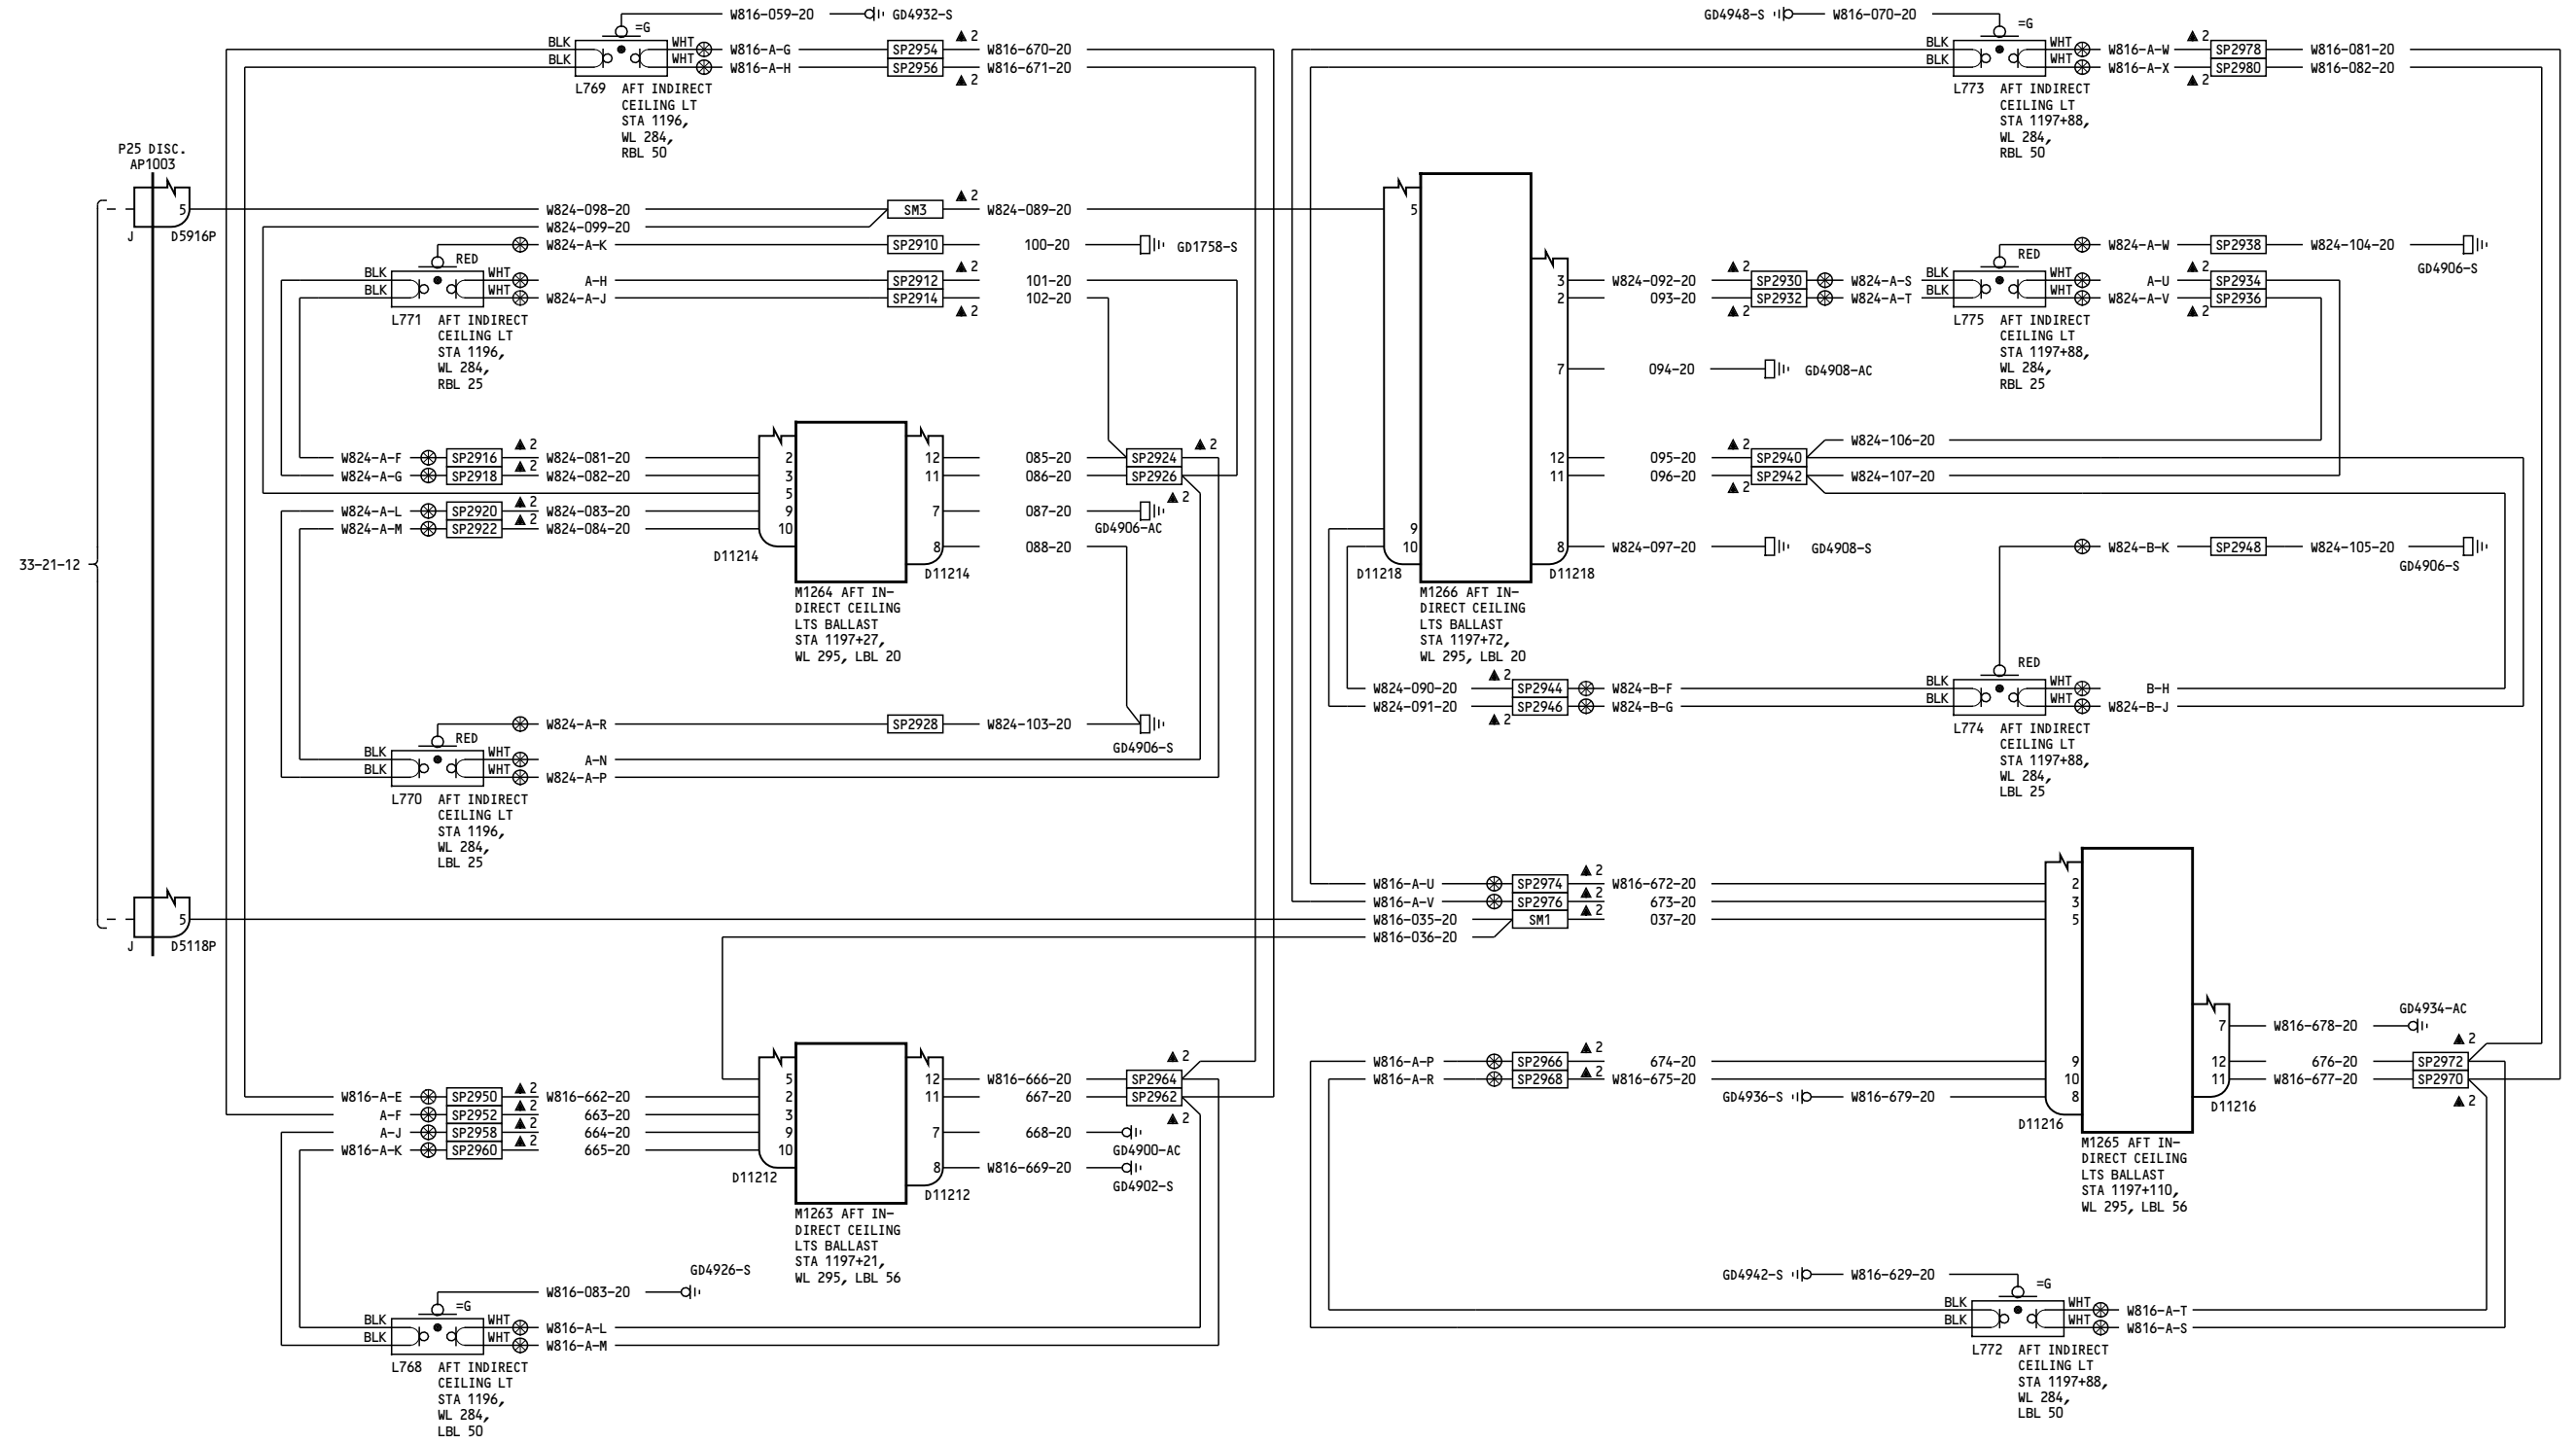 W816-059-20 GD4932-S
=G
BLK WHT W816-A-G SP2954 ▲ 2 W816-670-20
BLK WHT W816-A-H SP2956 ▲ 2 W816-671-20
L769 AFT INDIRECT
CEILING LT
STA 1196,
WL 284,
RBL 50
GD4948-S W816-070-20
=G
BLK WHT W816-A-W ▲ 2 SP2978 W816-081-20
BLK WHT W816-A-X ▲ 2 SP2980 W816-082-20
L773 AFT INDIRECT
CEILING LT
STA 1197+88,
WL 284,
RBL 50
P25 DISC.
AP1003
5
J D5916P
W824-098-20 SM3 ▲ 2 W824-089-20
W824-099-20
W824-A-K SP2910 100-20 GD1758-S
RED
BLK WHT A-H SP2912 ▲ 2 101-20
BLK WHT W824-A-J SP2914 ▲ 2 102-20
L771 AFT INDIRECT
CEILING LT
STA 1196,
WL 284,
RBL 25
W824-A-F SP2916 ▲ 2 W824-081-20 2
W824-A-G SP2918 ▲ 2 W824-082-20 3
5
W824-A-L SP2920 ▲ 2 W824-083-20 9
W824-A-M SP2922 ▲ 2 W824-084-20 10
D11214
12 085-20 SP2924 ▲ 2
11 086-20 SP2926 ▲ 2
7 087-20 GD4906-AC
8 088-20
D11214
M1264 AFT IN-
DIRECT CEILING
LTS BALLAST
STA 1197+27,
WL 295, LBL 20
33-21-12
W824-A-R SP2928 W824-103-20 GD4906-S
RED
BLK WHT A-N
BLK WHT W824-A-P
L770 AFT INDIRECT
CEILING LT
STA 1196,
WL 284,
LBL 25
5
J D5118P
5
9
10
D11218
3 W824-092-20 ▲ 2 SP2930 W824-A-S
2 093-20 ▲ 2 SP2932 W824-A-T
7 094-20 GD4908-AC
12 095-20 ▲ 2 SP2940 W824-106-20
11 096-20 ▲ 2 SP2942 W824-107-20
8 W824-097-20 GD4908-S
D11218
M1266 AFT IN-
DIRECT CEILING
LTS BALLAST
STA 1197+72,
WL 295, LBL 20
W824-A-W SP2938 W824-104-20 GD4906-S
RED
BLK WHT A-U ▲ 2 SP2934
BLK WHT W824-A-V ▲ 2 SP2936
L775 AFT INDIRECT
CEILING LT
STA 1197+88,
WL 284,
RBL 25
W824-B-K SP2948 W824-105-20 GD4906-S
W824-090-20 ▲ 2 SP2944 W824-B-F
W824-091-20 ▲ 2 SP2946 W824-B-G
RED
BLK WHT B-H
BLK WHT W824-B-J
L774 AFT INDIRECT
CEILING LT
STA 1197+88,
WL 284,
LBL 25
W816-A-U SP2974 ▲ 2 W816-672-20 2
W816-A-V SP2976 ▲ 2 673-20 3
W816-035-20 SM1 ▲ 2 037-20 5
W816-036-20
W816-A-P SP2966 ▲ 2 674-20 9
W816-A-R SP2968 ▲ 2 W816-675-20 10
GD4936-S W816-679-20 8
D11216
7 W816-678-20 GD4934-AC
12 676-20 SP2972 ▲ 2
11 W816-677-20 SP2970 ▲ 2
D11216
M1265 AFT IN-
DIRECT CEILING
LTS BALLAST
STA 1197+110,
WL 295, LBL 56
5
W816-A-E SP2950 ▲ 2 W816-662-20 2
A-F SP2952 ▲ 2 663-20 3
A-J SP2958 ▲ 2 664-20 9
W816-A-K SP2960 ▲ 2 665-20 10
D11212
12 W816-666-20 SP2964 ▲ 2
11 667-20 SP2962 ▲ 2
7 668-20 GD4900-AC
8 W816-669-20 GD4902-S
D11212
M1263 AFT IN-
DIRECT CEILING
LTS BALLAST
STA 1197+21,
WL 295, LBL 56
W816-083-20 GD4926-S
=G
BLK WHT W816-A-L
BLK WHT W816-A-M
L768 AFT INDIRECT
CEILING LT
STA 1196,
WL 284,
LBL 50
GD4942-S W816-629-20
=G
BLK WHT W816-A-T
BLK WHT W816-A-S
L772 AFT INDIRECT
CEILING LT
STA 1197+88,
WL 284,
LBL 50